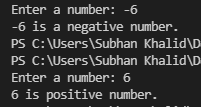 Enter a number: -6
-6 is a negative number.
PS C:\Users\Subhan Khalid\D
PS C:\Users\Subhan Khalid\D
Enter a number: 6
6 is positive number.